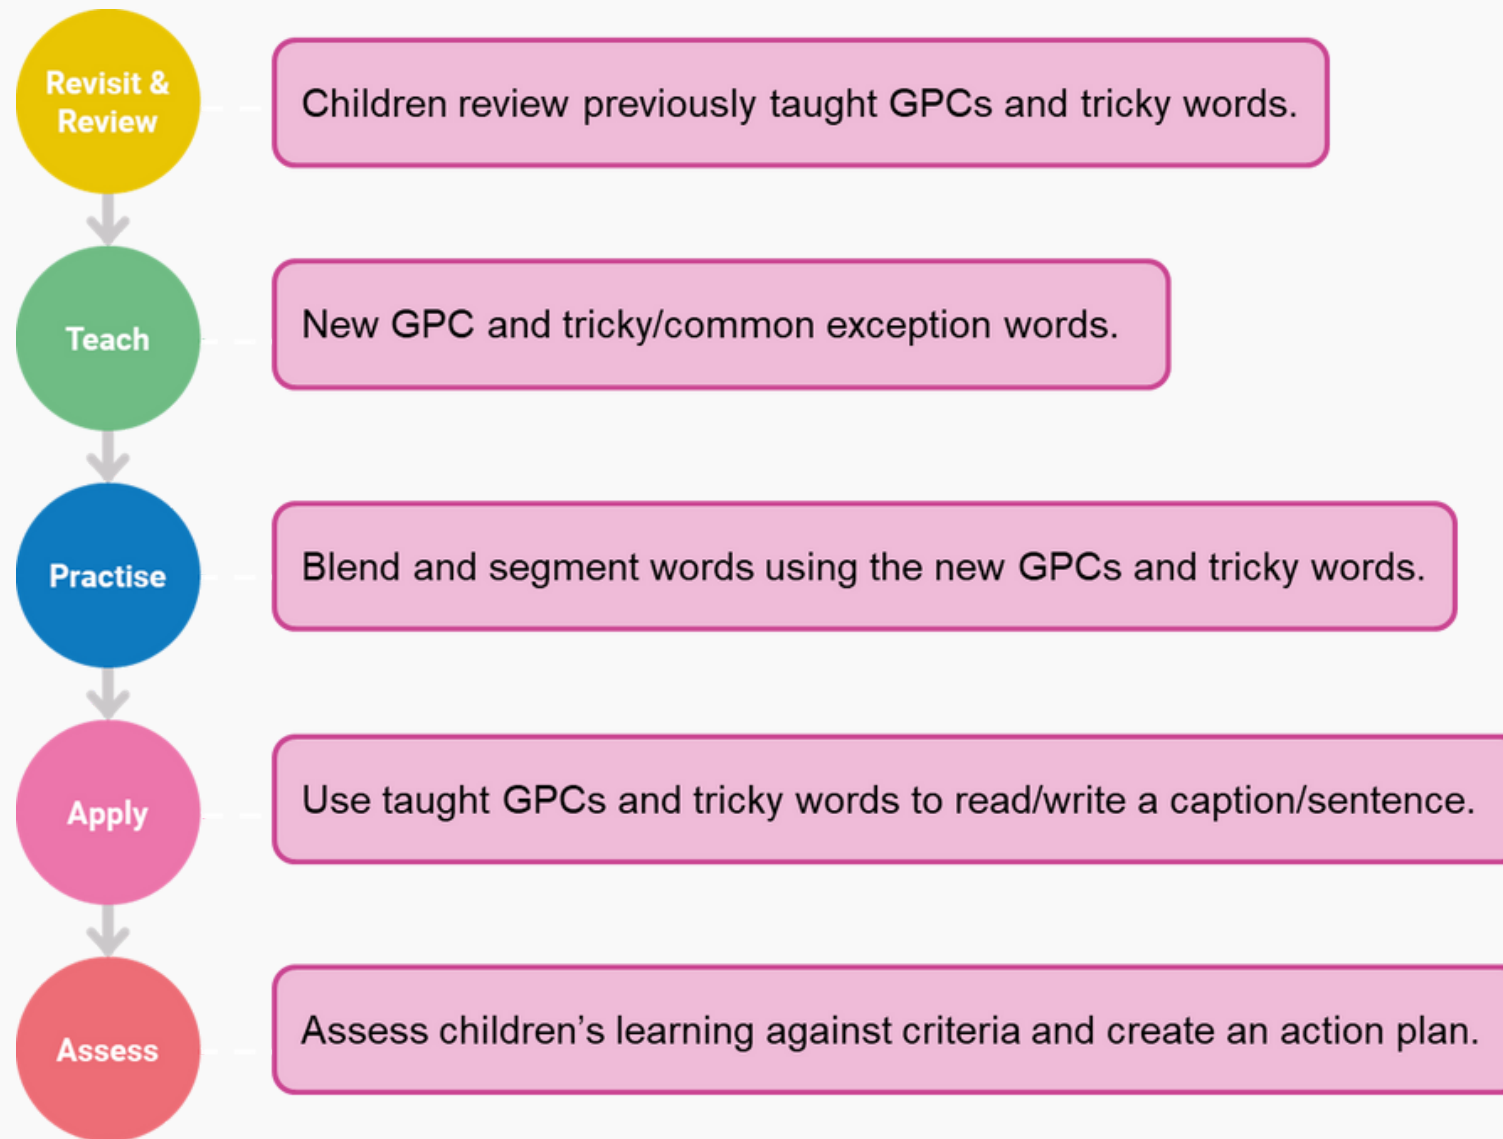 Revisit &
Review
Children review previously taught GPCs and tricky words.
Teach
New GPC and tricky/common exception words.
Practise
Blend and segment words using the new GPCs and tricky words.
Apply
Use taught GPCs and tricky words to read/write a caption/sentence.
Assess
Assess children’s learning against criteria and create an action plan.